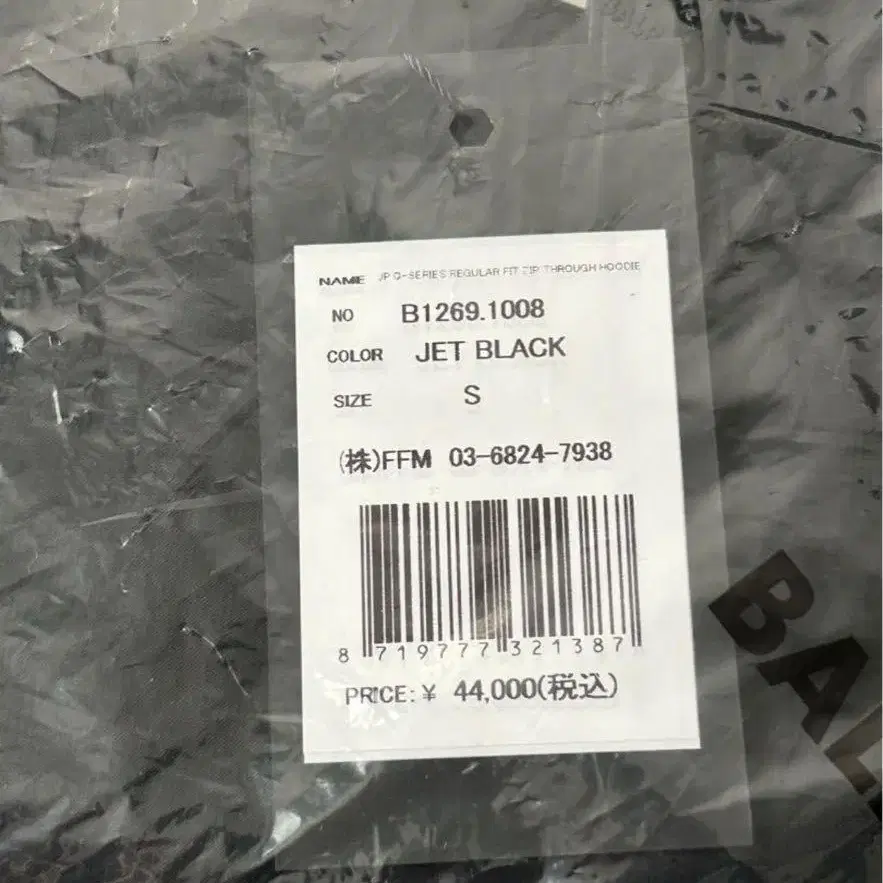 NAME JP Q-SERIES REGULAR FIT ZIP THROUGH HOODIE
NO B1269.1008
COLOR JET BLACK
SIZE S
(株)FFM 03-6824-7938
8 719777 321387
PRICE:¥ 44,000(税込)
BAL